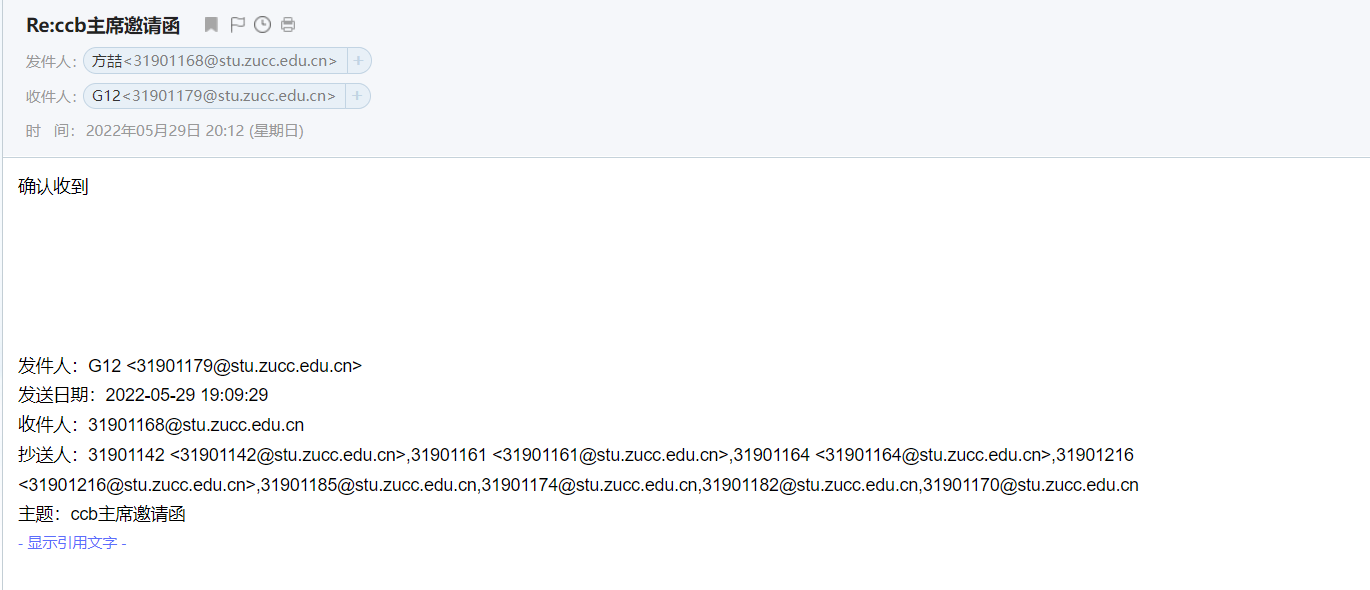 Re:ccb主席邀请函
发件人： 方喆<31901168@stu.zucc.edu.cn> +
收件人： G12<31901179@stu.zucc.edu.cn> +
时 间： 2022年05月29日 20:12 (星期日)
确认收到
发件人：G12 <31901179@stu.zucc.edu.cn>
发送日期：2022-05-29 19:09:29
收件人：31901168@stu.zucc.edu.cn
抄送人：31901142 <31901142@stu.zucc.edu.cn>,31901161 <31901161@stu.zucc.edu.cn>,31901164 <31901164@stu.zucc.edu.cn>,31901216
<31901216@stu.zucc.edu.cn>,31901185@stu.zucc.edu.cn,31901174@stu.zucc.edu.cn,31901182@stu.zucc.edu.cn,31901170@stu.zucc.edu.cn
主题：ccb主席邀请函
- 显示引用文字 -